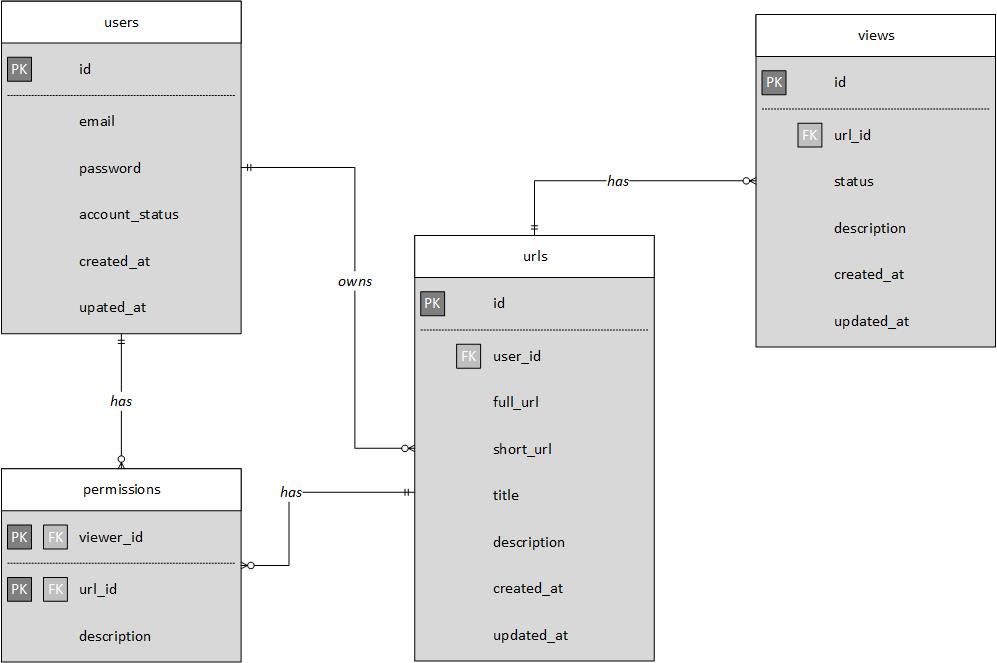 users
PK id
email
password
account_status
created_at
upated_at
has
owns
permissions
PK FK viewer_id
PK FK url_id
description
has
urls
PK id
FK user_id
full_url
short_url
title
description
created_at
updated_at
has
views
PK id
FK url_id
status
description
created_at
updated_at